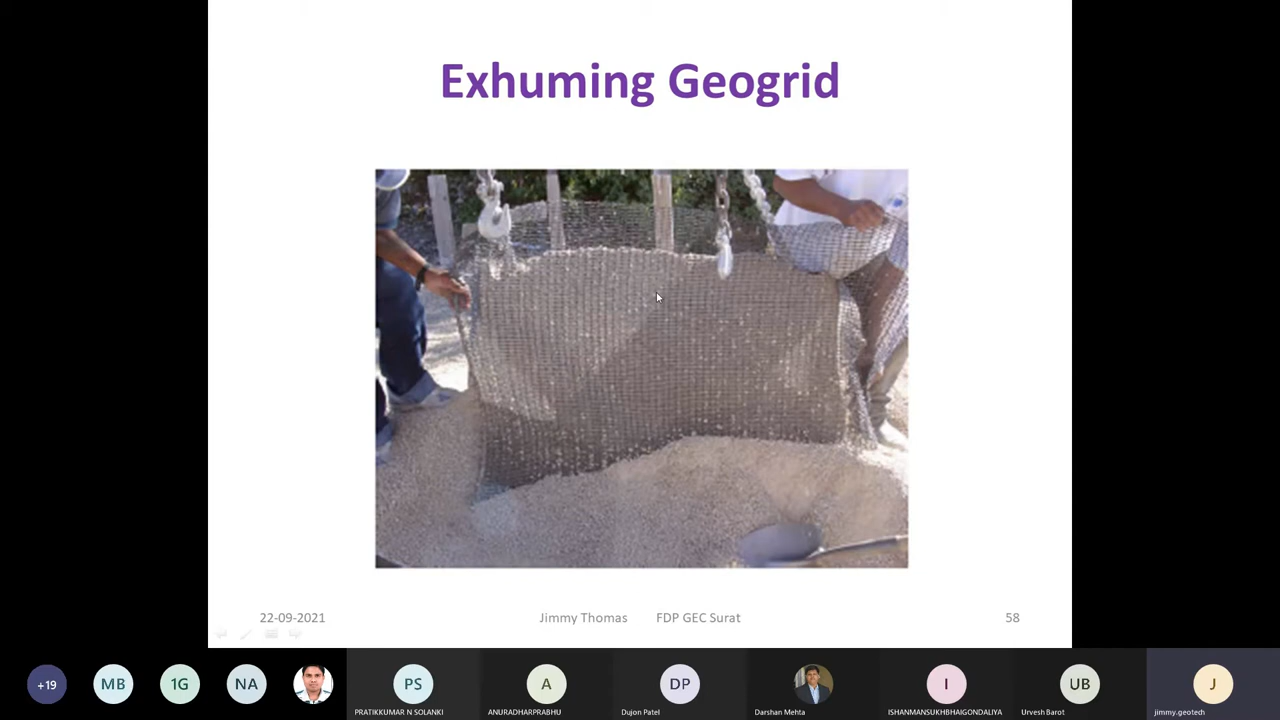 Exhuming Geogrid
22-09-2021
Jimmy Thomas FDP GEC Surat
58
+19
MB
1G
NA
PS
A
DP
I
UB
J
PRATIKKUMAR N SOLANKI
ANURADHARPRABHU
Dujon Patel
Darshan Mehta
ISHANMANSUKHBHAIGONDALIYA
Urvesh Barot
jimmy.geotech